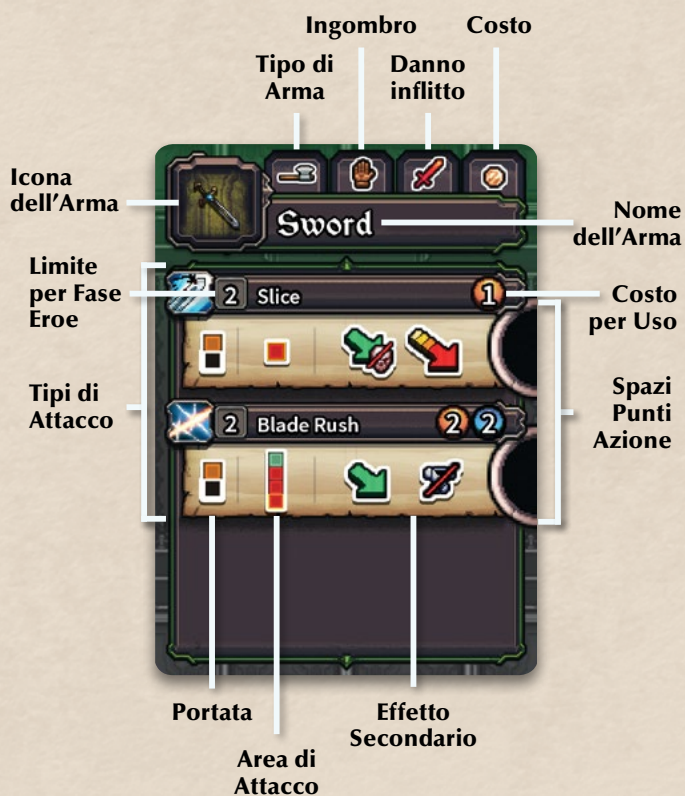 Ingombro
Costo
Tipo di
Arma
Danno
inflitto
Icona
dell'Arma
Sword
Nome
dell'Arma
Limite
per Fase
Eroe
2 Slice 1
Costo
per Uso
Tipi di
Attacco
2 Blade Rush 2 2
Spazi
Punti
Azione
Portata
Effetto
Secondario
Area di
Attacco